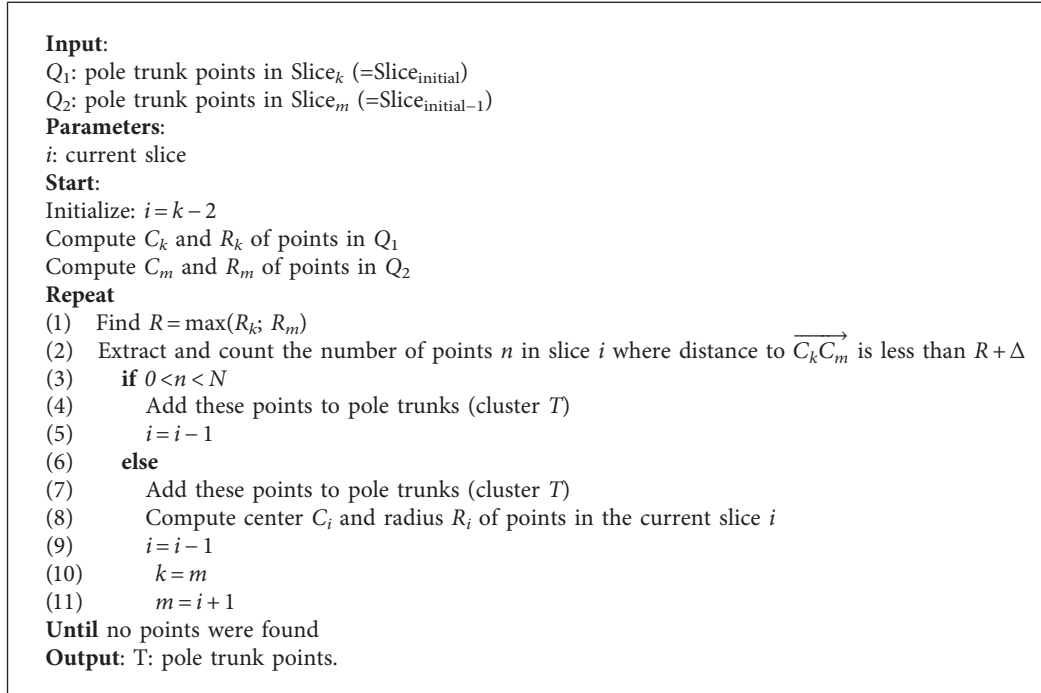 Input:
Q₁: pole trunk points in Sliceₖ (=Slice_initial)
Q₂: pole trunk points in Sliceₘ (=Slice_initial−1)
Parameters:
i: current slice
Start:
Initialize: i = k − 2
Compute Cₖ and Rₖ of points in Q₁
Compute Cₘ and Rₘ of points in Q₂
Repeat
(1) Find R = max(Rₖ; Rₘ)
(2) Extract and count the number of points n in slice i where distance to $\overrightarrow{C_kC_m}$ is less than R + Δ
(3) if 0 < n < N
(4) Add these points to pole trunks (cluster T)
(5) i = i − 1
(6) else
(7) Add these points to pole trunks (cluster T)
(8) Compute center Cᵢ and radius Rᵢ of points in the current slice i
(9) i = i − 1
(10) k = m
(11) m = i + 1
Until no points were found
Output: T: pole trunk points.